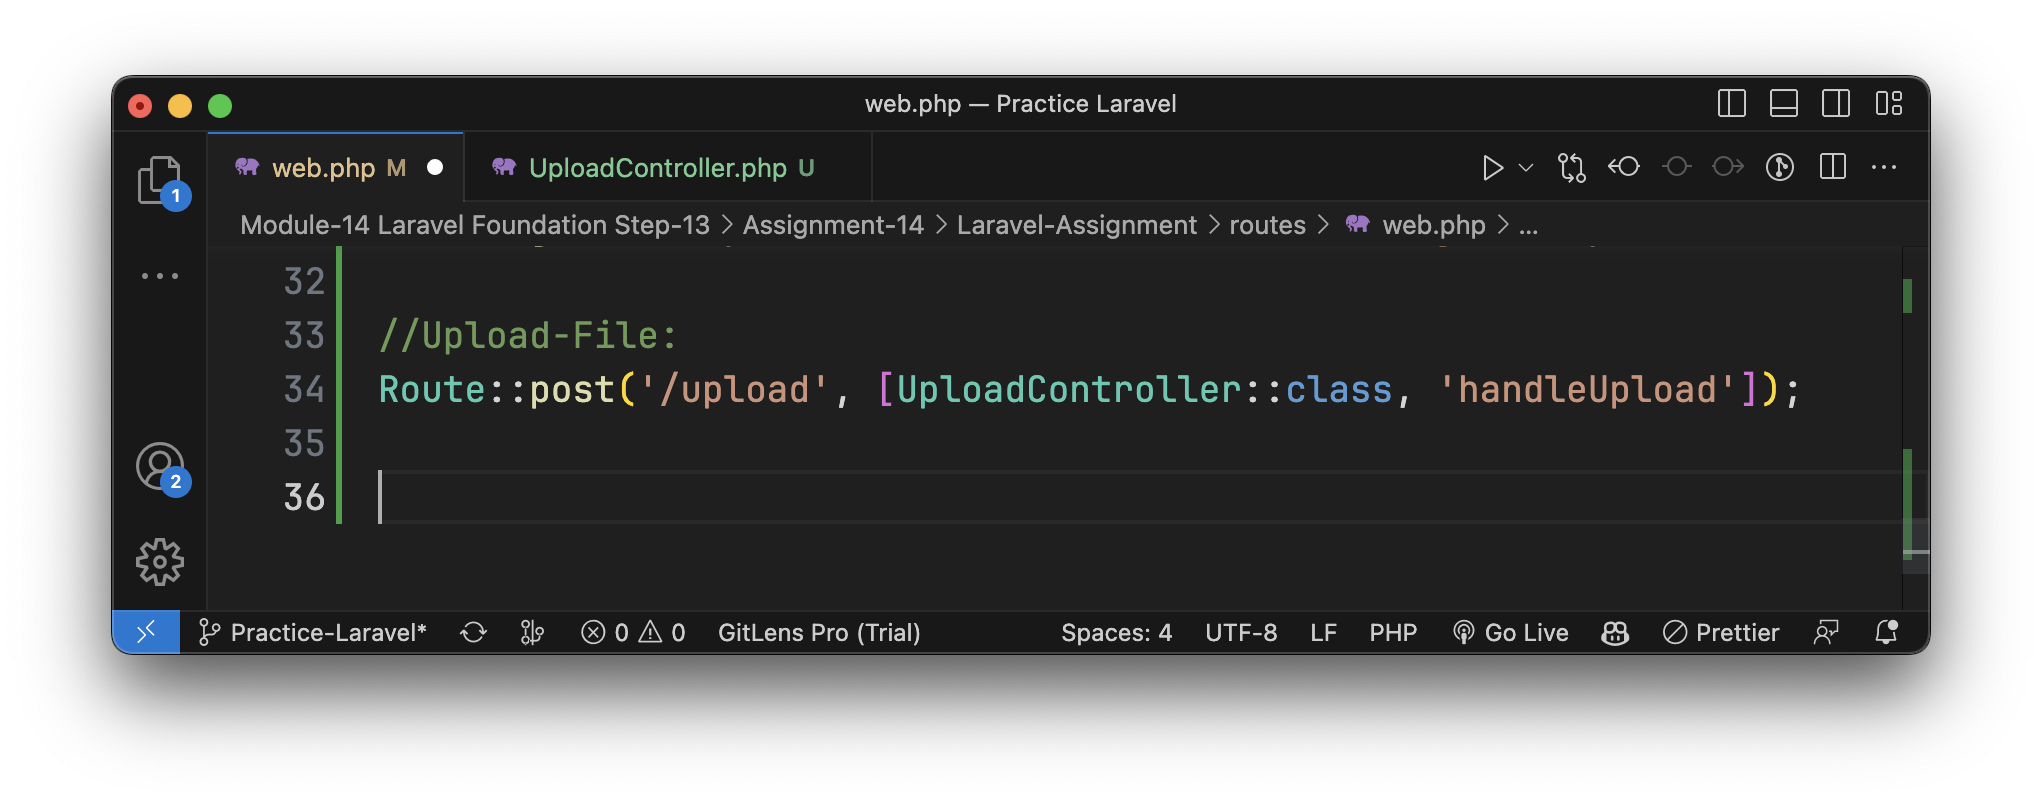 web.php — Practice Laravel
web.php M UploadController.php U
1
Module-14 Laravel Foundation Step-13 > Assignment-14 > Laravel-Assignment > routes > web.php > ...
32
33 //Upload-File:
34 Route::post('/upload', [UploadController::class, 'handleUpload']);
35
36
2
Practice-Laravel* 0 0 GitLens Pro (Trial) Spaces: 4 UTF-8 LF PHP Go Live Prettier